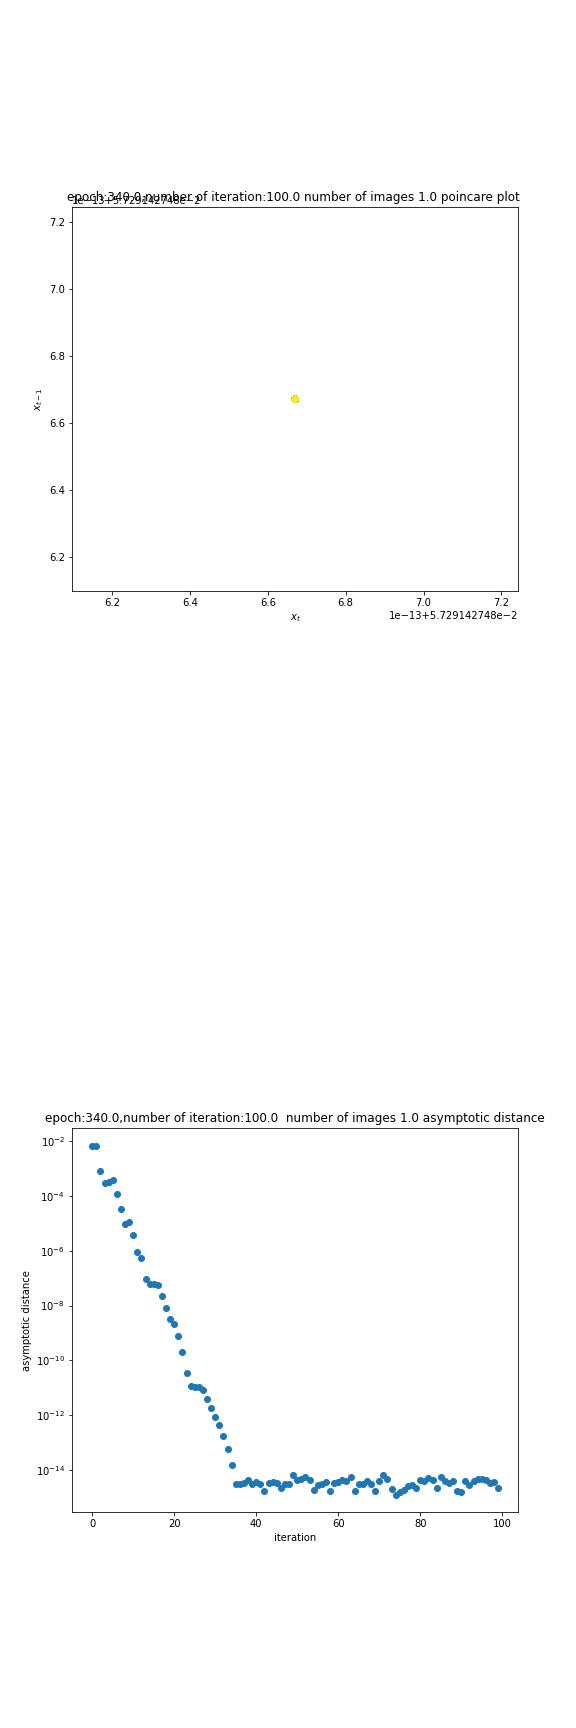 epoch:340.0,number of iteration:100.0 number of images 1.0 poincare plot
1e−13+5.729142748e−2
7.2
7.0
6.8
6.6
6.4
6.2
x_{t−1}
6.2 6.4 6.6 6.8 7.0 7.2
x_t
1e−13+5.729142748e−2
epoch:340.0,number of iteration:100.0  number of images 1.0 asymptotic distance
10^{−2}
10^{−4}
10^{−6}
10^{−8}
10^{−10}
10^{−12}
10^{−14}
asymptotic distance
0 20 40 60 80 100
iteration